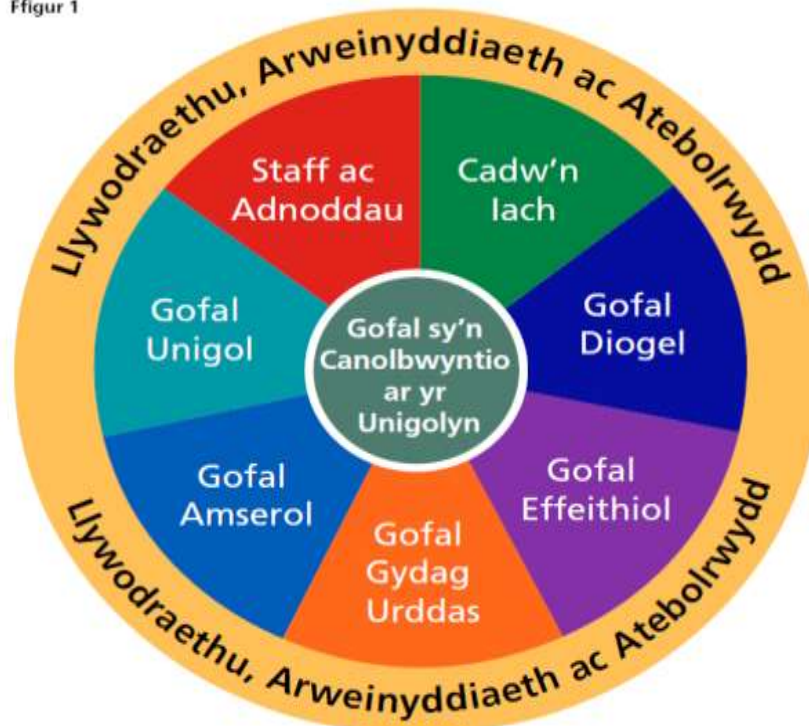 Ffigur 1
Llywodraethu, Arweinyddiaeth ac Atebolrwydd
Staff ac
Adnoddau
Cadw'n
Iach
Gofal
Unigol
Gofal sy'n
Canolbwyntio
ar yr
Unigolyn
Gofal
Diogel
Gofal
Amserol
Gofal
Gydag
Urddas
Gofal
Effeithiol
Llywodraethu, Arweinyddiaeth ac Atebolrwydd